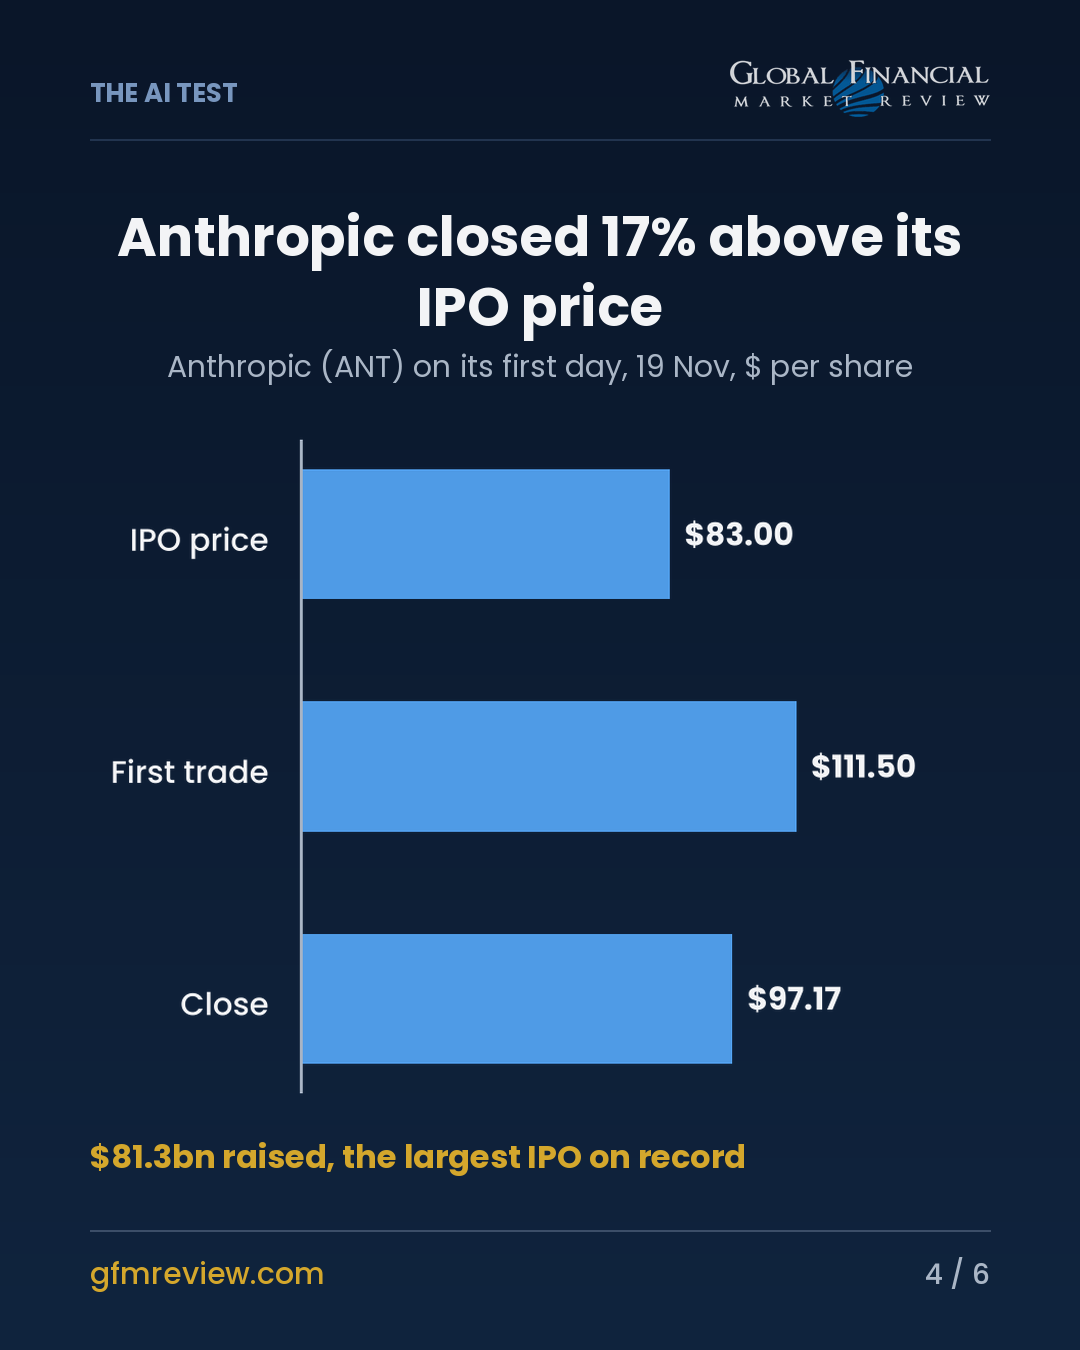 THE AI TEST
GLOBAL FINANCIAL
MARKET REVIEW
Anthropic closed 17% above its
IPO price
Anthropic (ANT) on its first day, 19 Nov, $ per share
IPO price
$83.00
First trade
$111.50
Close
$97.17
$81.3bn raised, the largest IPO on record
gfmreview.com
4 / 6